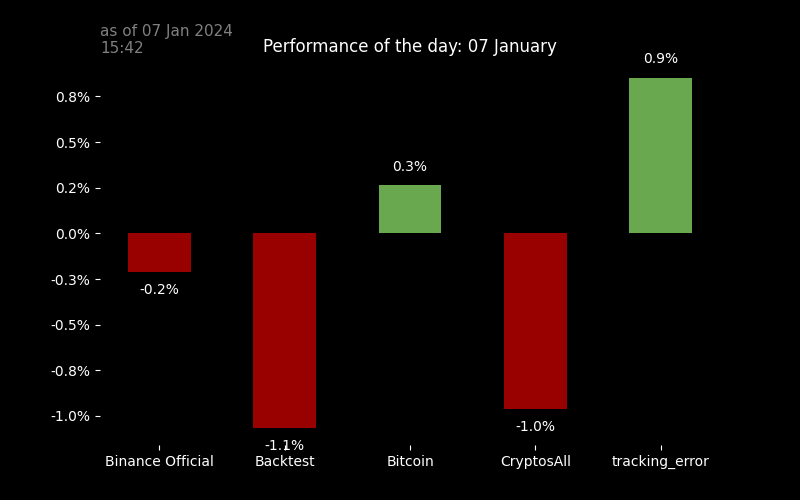 as of 07 Jan 2024
15:42
Performance of the day: 07 January
0.9%
0.8%
0.5%
0.3%
0.2%
0.0%
-0.3%
-0.2%
-0.5%
-0.8%
-1.0%
-1.0%
-1.1%
Binance Official
Backtest
Bitcoin
CryptosAll
tracking_error